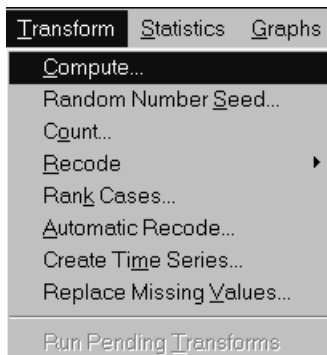 Transform Statistics Graphs
Compute...
Random Number Seed...
Count...
Recode
Rank Cases...
Automatic Recode...
Create Time Series...
Replace Missing Values...
Run Pending Transforms